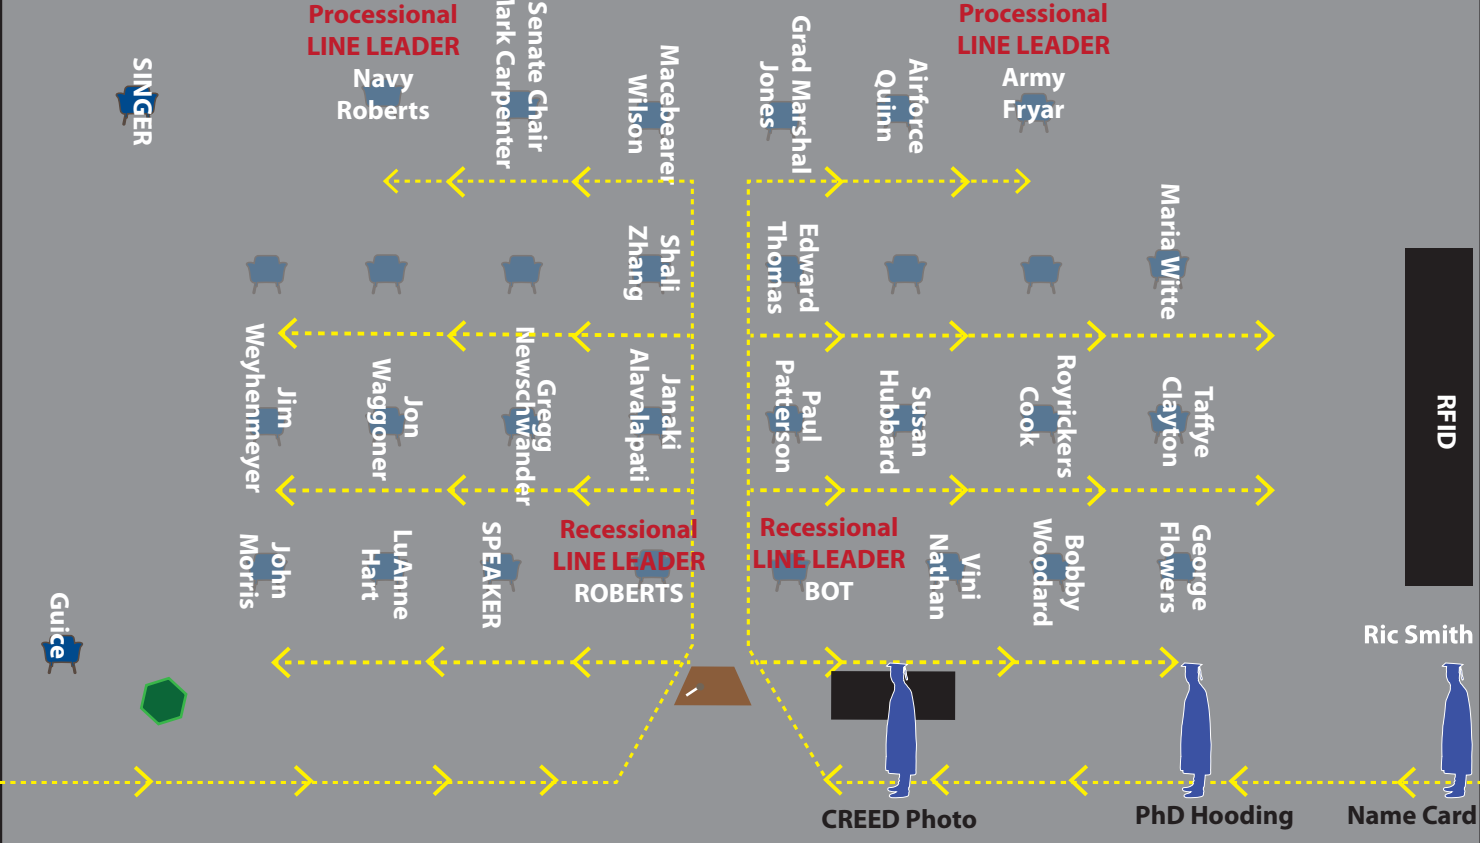 Processional
LINE LEADER
Navy
Roberts
Processional
LINE LEADER
Army
Fryar
SINGER
Senate Chair
Mark Carpenter
Macebearer
Wilson
Grad Marshal
Jones
Airforce
Quinn
Shali
Zhang
Edward
Thomas
Maria Witte
Jim
Weyhenmeyer
Jon
Waggoner
Gregg
Newschwander
Janaki
Alavalapati
Paul
Patterson
Susan
Hubbard
Royrickers
Cook
Taffye
Clayton
RFID
John
Morris
LuAnne
Hart
SPEAKER
Recessional
LINE LEADER
ROBERTS
Recessional
LINE LEADER
BOT
Vini
Nathan
Bobby
Woodard
George
Flowers
Guice
Ric Smith
CREED Photo
PhD Hooding
Name Card